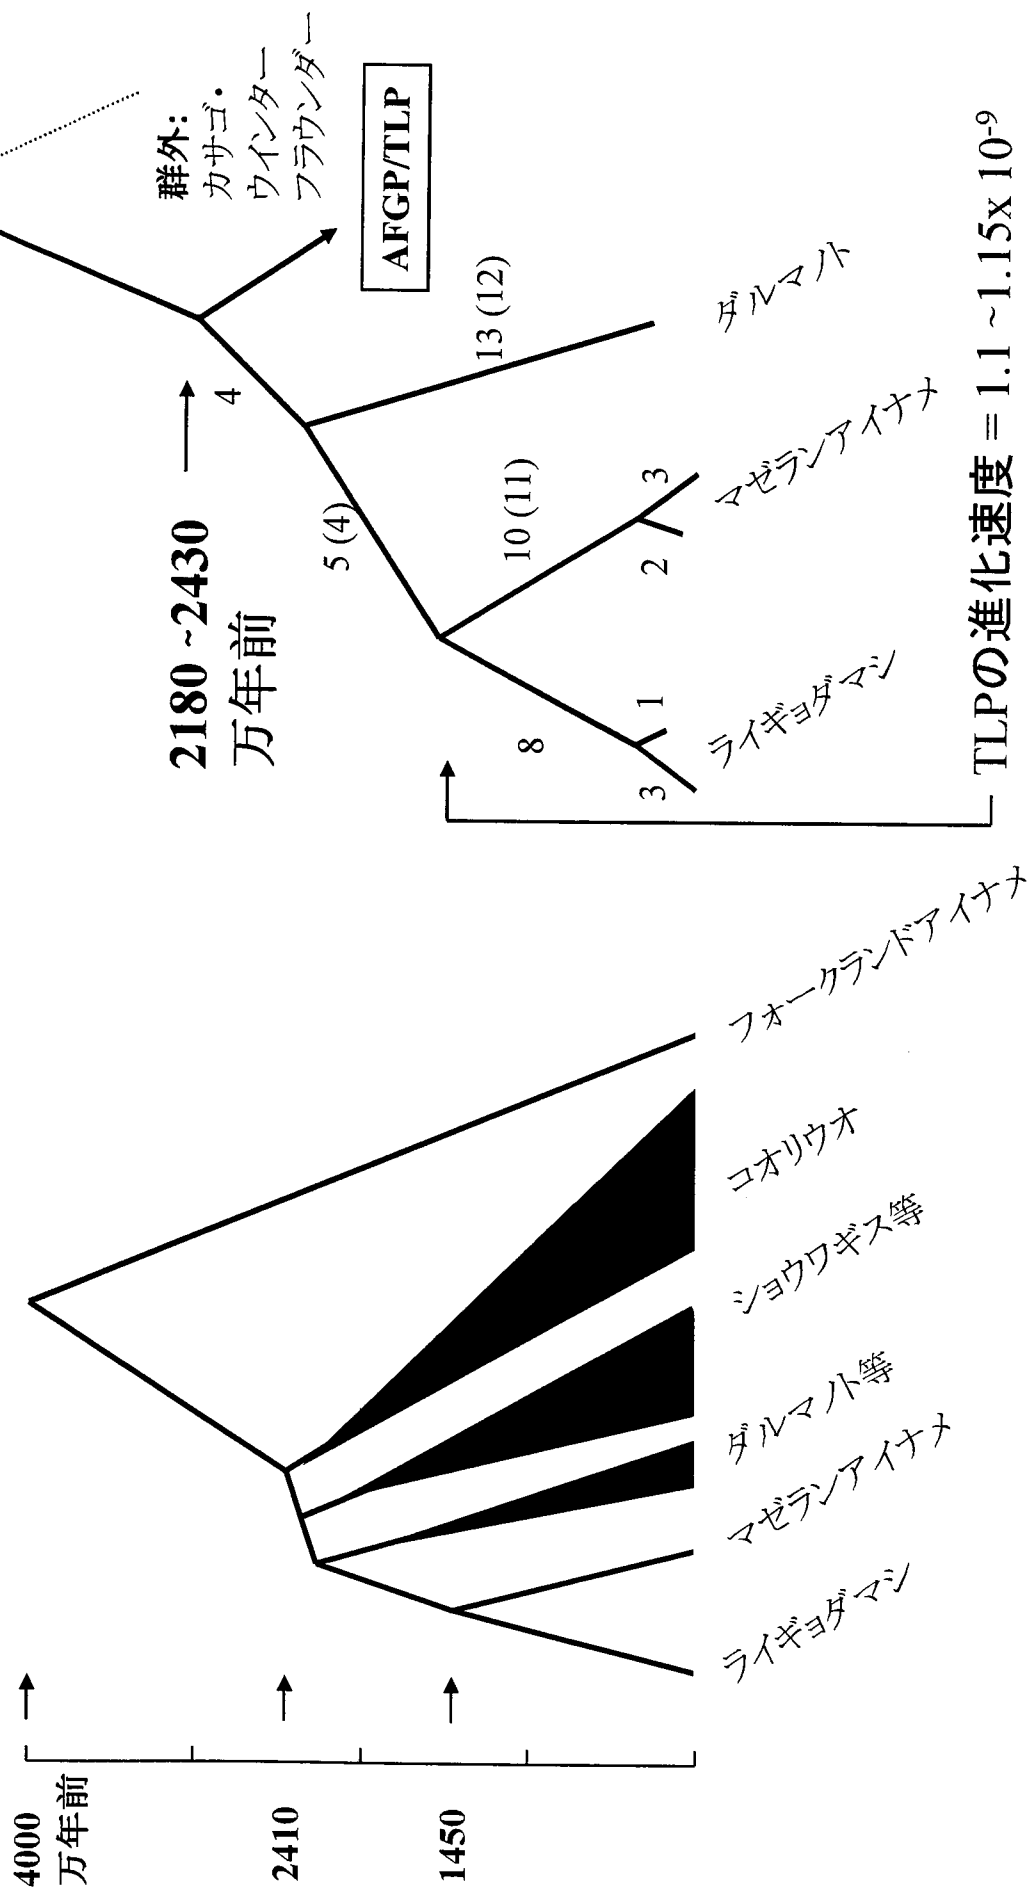 4000
万年前
2410
1450
ライギョダマシ
マゼランアイナメ
ダルマノト等
ショウワギス等
コオリウオ
フォークランドアイナメ
2180 ~2430
万年前
4
5 (4)
13 (12)
10 (11)
8
3
1
2
3
ライギョダマシ
マゼランアイナメ
ダルマノト
群外:
カサゴ・
ウインター
フラウンダー
AFGP/TLP
TLPの進化速度 = 1.1 ~1.15x 10⁻⁹